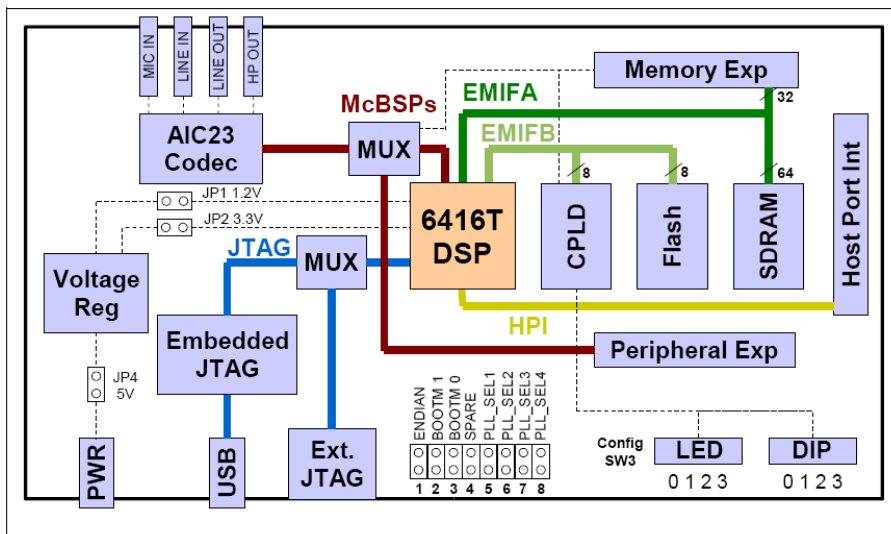 MIC IN
LINE IN
LINE OUT
HP OUT
AIC23
Codec
McBSPs
MUX
EMIFA
EMIFB
Memory Exp
32
8
8
64
6416T
DSP
CPLD
Flash
SDRAM
Host Port Int
JP1 1.2V
JP2 3.3V
JTAG
MUX
Voltage
Reg
Embedded
JTAG
HPI
Peripheral Exp
JP4
5V
PWR
USB
Ext.
JTAG
ENDIAN
BOOTM 1
BOOTM 0
SPARE
PLL_SEL1
PLL_SEL2
PLL_SEL3
PLL_SEL4
1 2 3 4 5 6 7 8
Config
SW3
LED
0 1 2 3
DIP
0 1 2 3